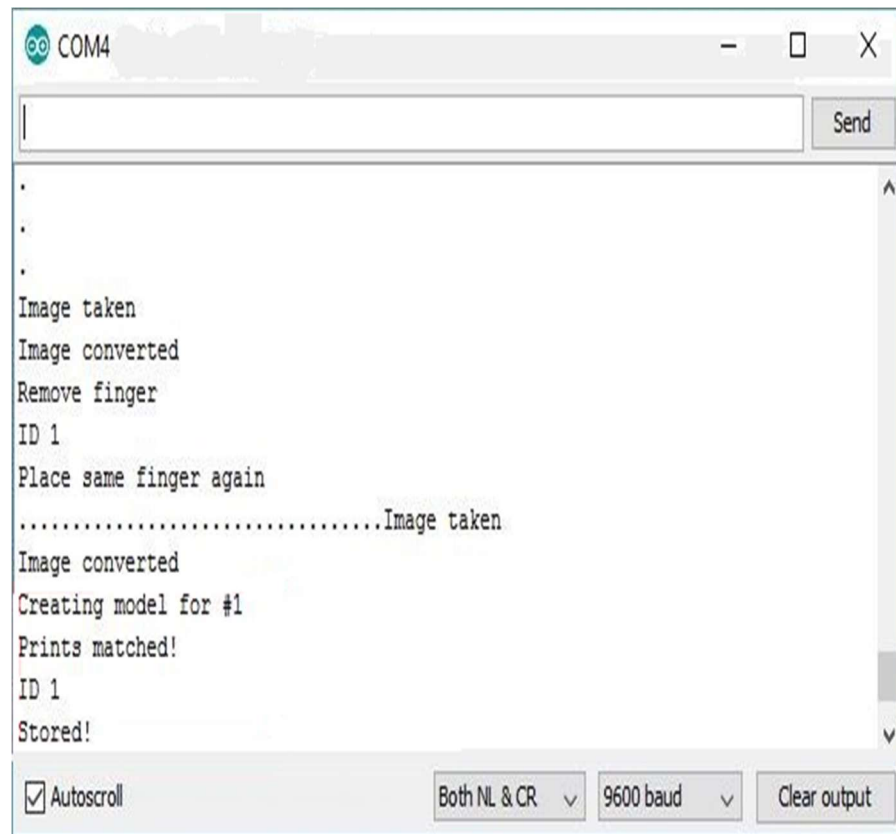 COM4
Send
.
.
.
Image taken
Image converted
Remove finger
ID 1
Place same finger again
..................................Image taken
Image converted
Creating model for #1
Prints matched!
ID 1
Stored!
Autoscroll
Both NL & CR
9600 baud
Clear output